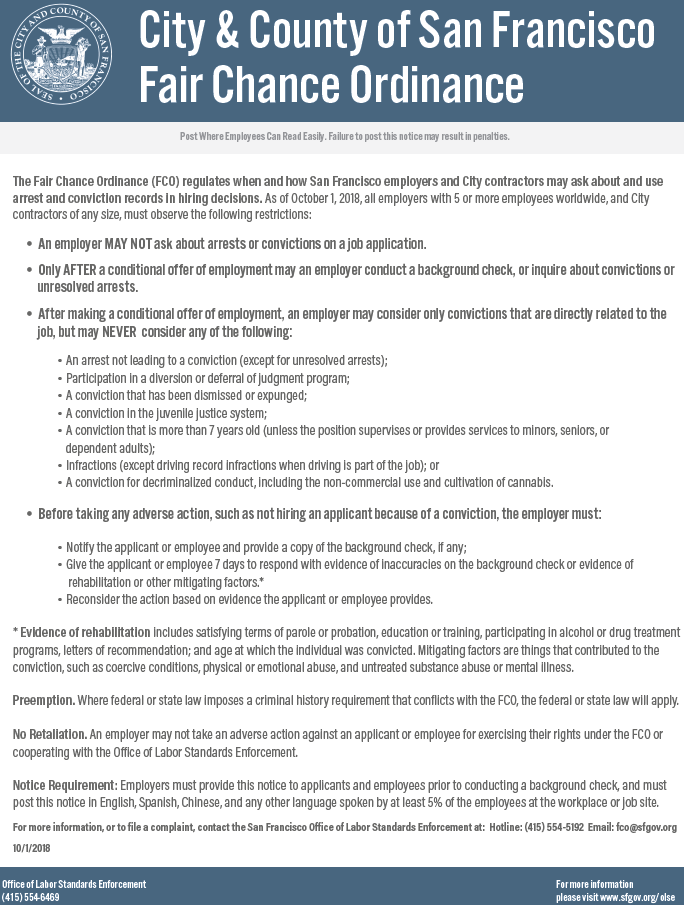 SEAL OF THE CITY AND COUNTY OF SAN FRANCISCO
City & County of San Francisco
Fair Chance Ordinance
Post Where Employees Can Read Easily. Failure to post this notice may result in penalties.
The Fair Chance Ordinance (FCO) regulates when and how San Francisco employers and City contractors may ask about and use
arrest and conviction records in hiring decisions. As of October 1, 2018, all employers with 5 or more employees worldwide, and City
contractors of any size, must observe the following restrictions:
• An employer MAY NOT ask about arrests or convictions on a job application.
• Only AFTER a conditional offer of employment may an employer conduct a background check, or inquire about convictions or
unresolved arrests.
• After making a conditional offer of employment, an employer may consider only convictions that are directly related to the
job, but may NEVER consider any of the following:
• An arrest not leading to a conviction (except for unresolved arrests);
• Participation in a diversion or deferral of judgment program;
• A conviction that has been dismissed or expunged;
• A conviction in the juvenile justice system;
• A conviction that is more than 7 years old (unless the position supervises or provides services to minors, seniors, or
dependent adults);
• Infractions (except driving record infractions when driving is part of the job); or
• A conviction for decriminalized conduct, including the non-commercial use and cultivation of cannabis.
• Before taking any adverse action, such as not hiring an applicant because of a conviction, the employer must:
• Notify the applicant or employee and provide a copy of the background check, if any;
• Give the applicant or employee 7 days to respond with evidence of inaccuracies on the background check or evidence of
rehabilitation or other mitigating factors.*
• Reconsider the action based on evidence the applicant or employee provides.
* Evidence of rehabilitation includes satisfying terms of parole or probation, education or training, participating in alcohol or drug treatment
programs, letters of recommendation; and age at which the individual was convicted. Mitigating factors are things that contributed to the
conviction, such as coercive conditions, physical or emotional abuse, and untreated substance abuse or mental illness.
Preemption. Where federal or state law imposes a criminal history requirement that conflicts with the FCO, the federal or state law will apply.
No Retaliation. An employer may not take an adverse action against an applicant or employee for exercising their rights under the FCO or
cooperating with the Office of Labor Standards Enforcement.
Notice Requirement: Employers must provide this notice to applicants and employees prior to conducting a background check, and must
post this notice in English, Spanish, Chinese, and any other language spoken by at least 5% of the employees at the workplace or job site.
For more information, or to file a complaint, contact the San Francisco Office of Labor Standards Enforcement at: Hotline: (415) 554-5192 Email: fco@sfgov.org
10/1/2018
Office of Labor Standards Enforcement
(415) 554-6469
For more information
please visit www.sfgov.org/olse